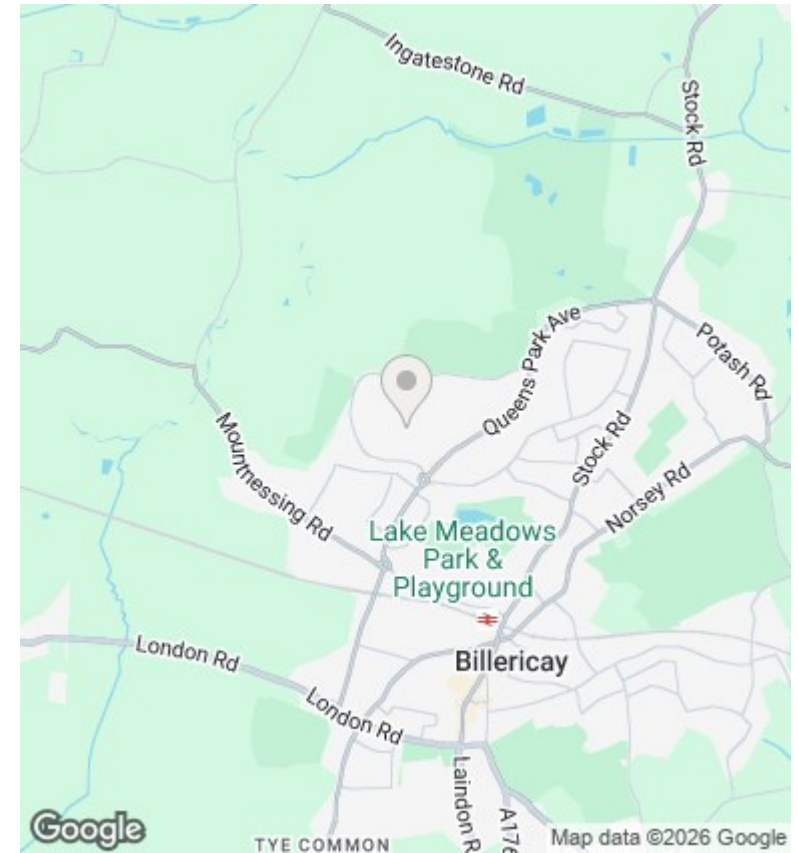 Ingatestone Rd
Stock Rd
Queens Park Ave
Potash Rd
Stock Rd
Norsey Rd
Mountnessing Rd
Lake Meadows
Park &
Playground
London Rd
Billericay
London Rd
Laindon R
A176
TYE COMMON
Google
Map data ©2026 Google